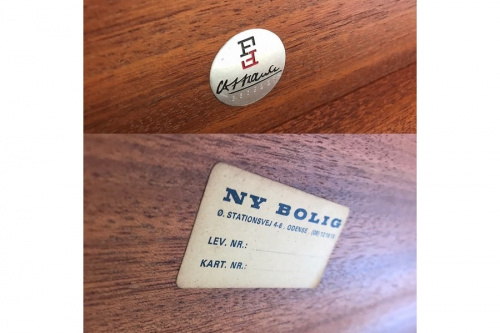 NY BOLIG
Ø. STATIONSVEJ 4-6, ODENSE
LEV. NR.:
KART. NR.: